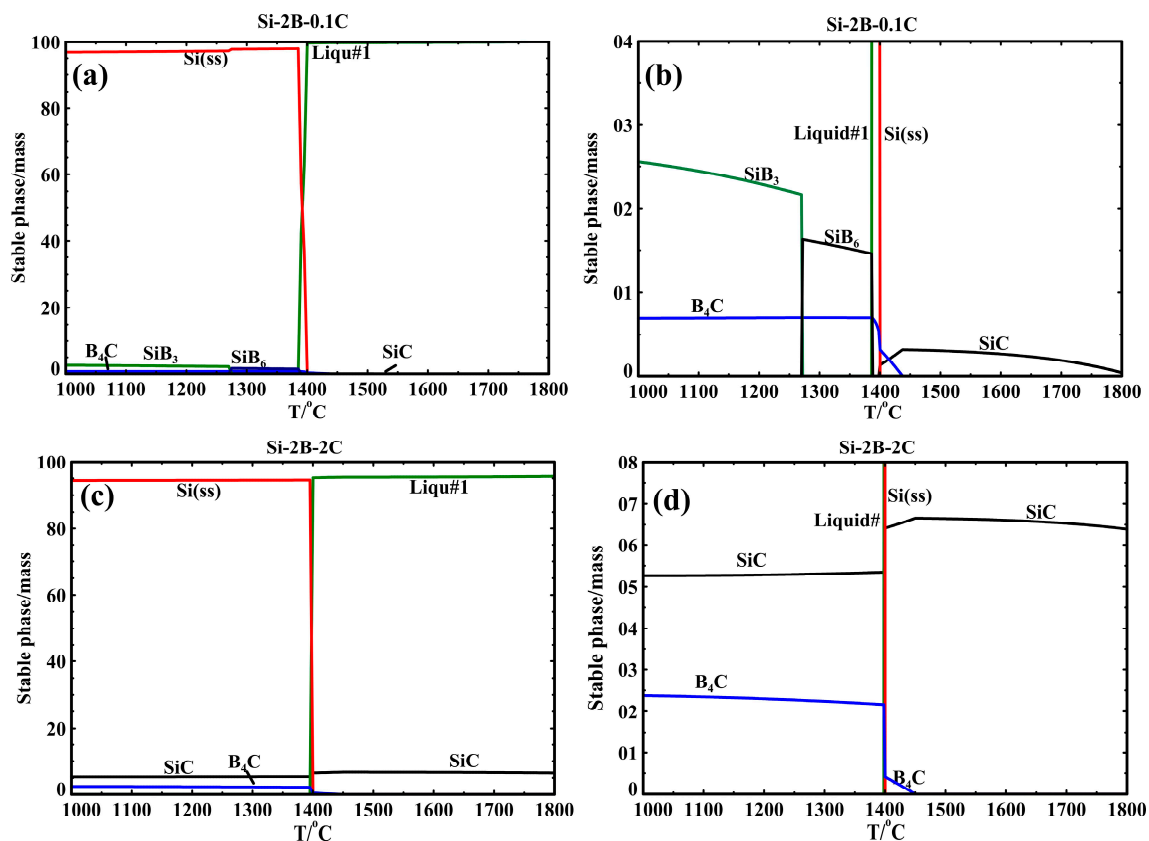 Si-2B-0.1C
100
80
60
40
20
0
Stable phase/mass
(a)
Si(ss)
Liqu#1
B₄C
SiB₃
SiB₆
SiC
1000 1100 1200 1300 1400 1500 1600 1700 1800
T/°C
Si-2B-0.1C
04
03
02
01
0
Stable phase/mass
(b)
Liquid#1
Si(ss)
SiB₃
SiB₆
B₄C
SiC
1000 1100 1200 1300 1400 1500 1600 1700 1800
T/°C
Si-2B-2C
100
80
60
40
20
0
Stable phase/mass
(c)
Si(ss)
Liqu#1
SiC
B₄C
SiC
1000 1100 1200 1300 1400 1500 1600 1700 1800
T/°C
Si-2B-2C
08
07
06
05
04
03
02
01
0
Stable phase/mass
(d)
Si(ss)
Liquid#
SiC
SiC
B₄C
B₄C
1000 1100 1200 1300 1400 1500 1600 1700 1800
T/°C